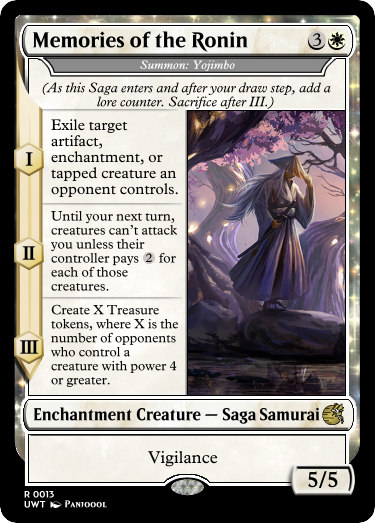 Memories of the Ronin 3
Summon: Yojimbo
(As this Saga enters and after your draw step, add a
lore counter. Sacrifice after III.)
I
Exile target
artifact,
enchantment, or
tapped creature an
opponent controls.
II
Until your next turn,
creatures can't attack
you unless their
controller pays 2 for
each of those
creatures.
III
Create X Treasure
tokens, where X is the
number of opponents
who control a
creature with power 4
or greater.
Enchantment Creature — Saga Samurai
Vigilance
5/5
R 0013
UWT Panjoool